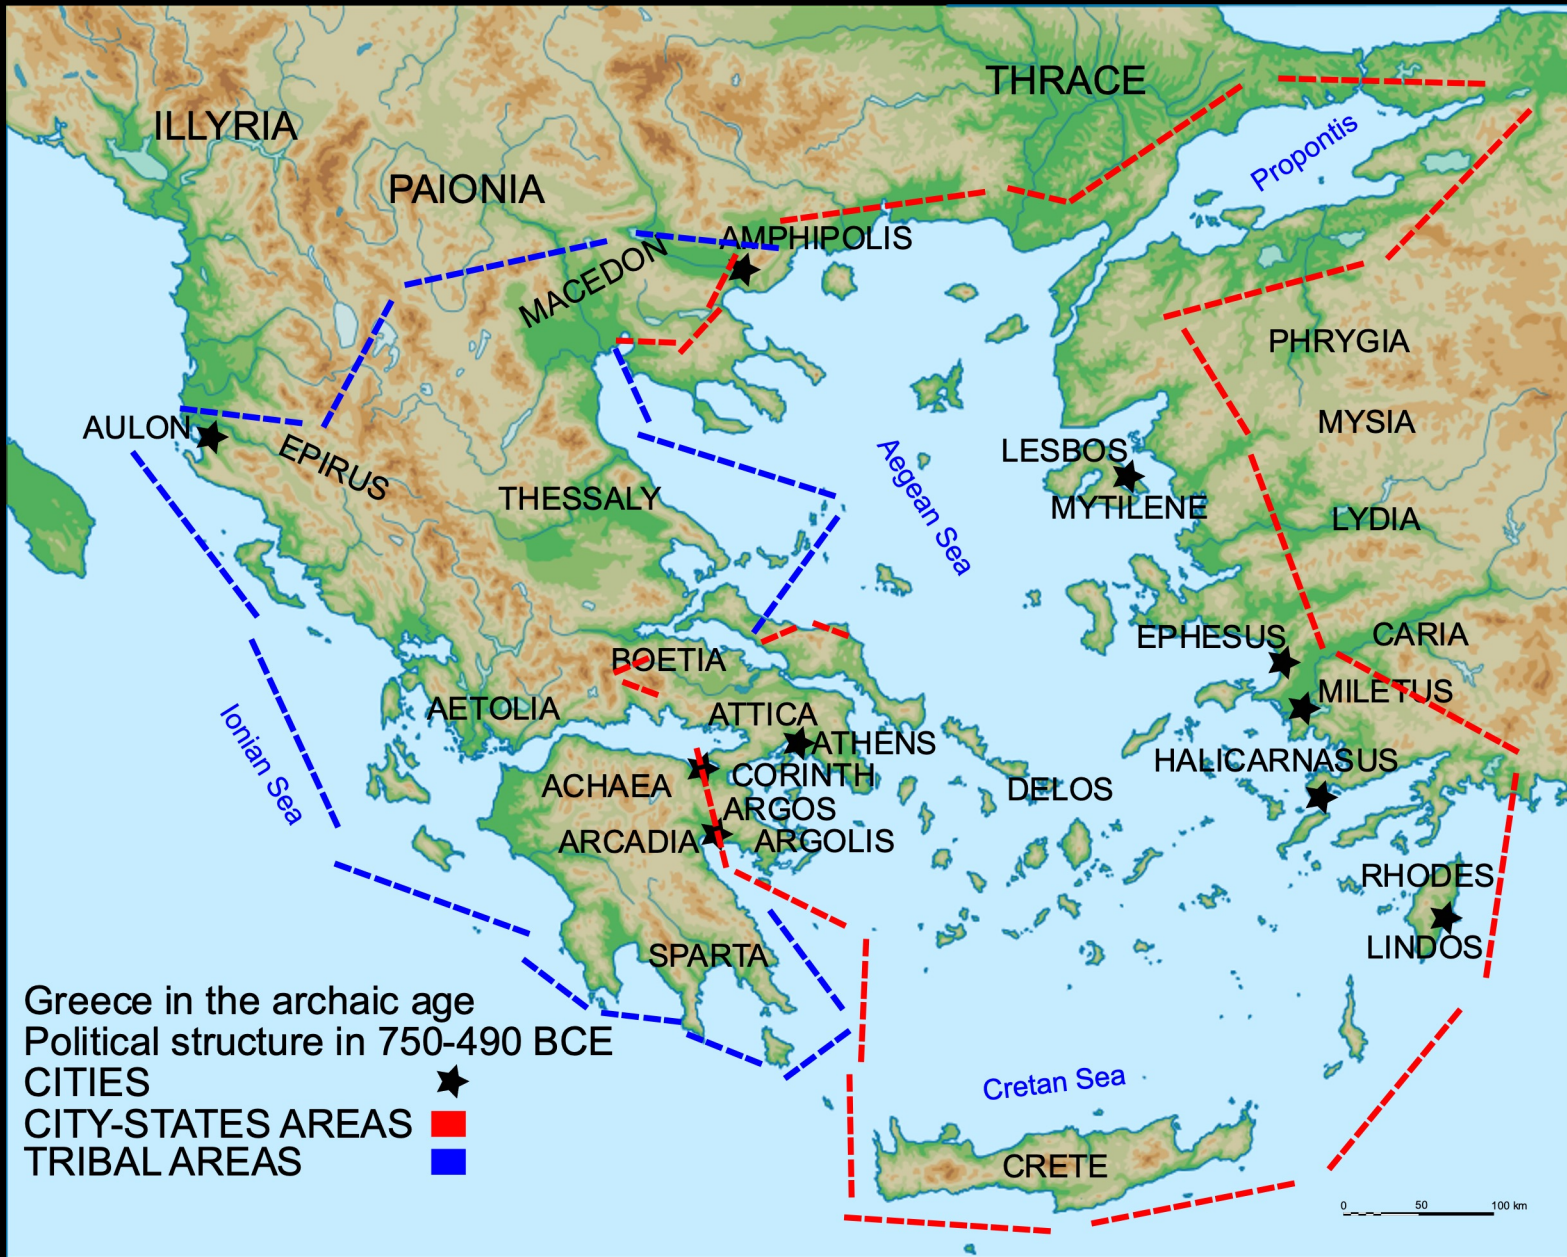 THRACE
ILLYRIA
Propontis
PAIONIA
AMPHIPOLIS
MACEDON
PHRYGIA
MYSIA
AULON
EPIRUS
LESBOS
THESSALY
Aegean Sea
MYTILENE
LYDIA
EPHESUS
CARIA
BOETIA
MILETUS
AETOLIA
ATTICA
Ionian Sea
ATHENS
HALICARNASUS
ACHAEA
CORINTH
DELOS
ARGOS
ARCADIA
ARGOLIS
RHODES
SPARTA
LINDOS
Greece in the archaic age
Political structure in 750-490 BCE
CITIES
CITY-STATES AREAS
TRIBAL AREAS
Cretan Sea
CRETE
0 50 100 km